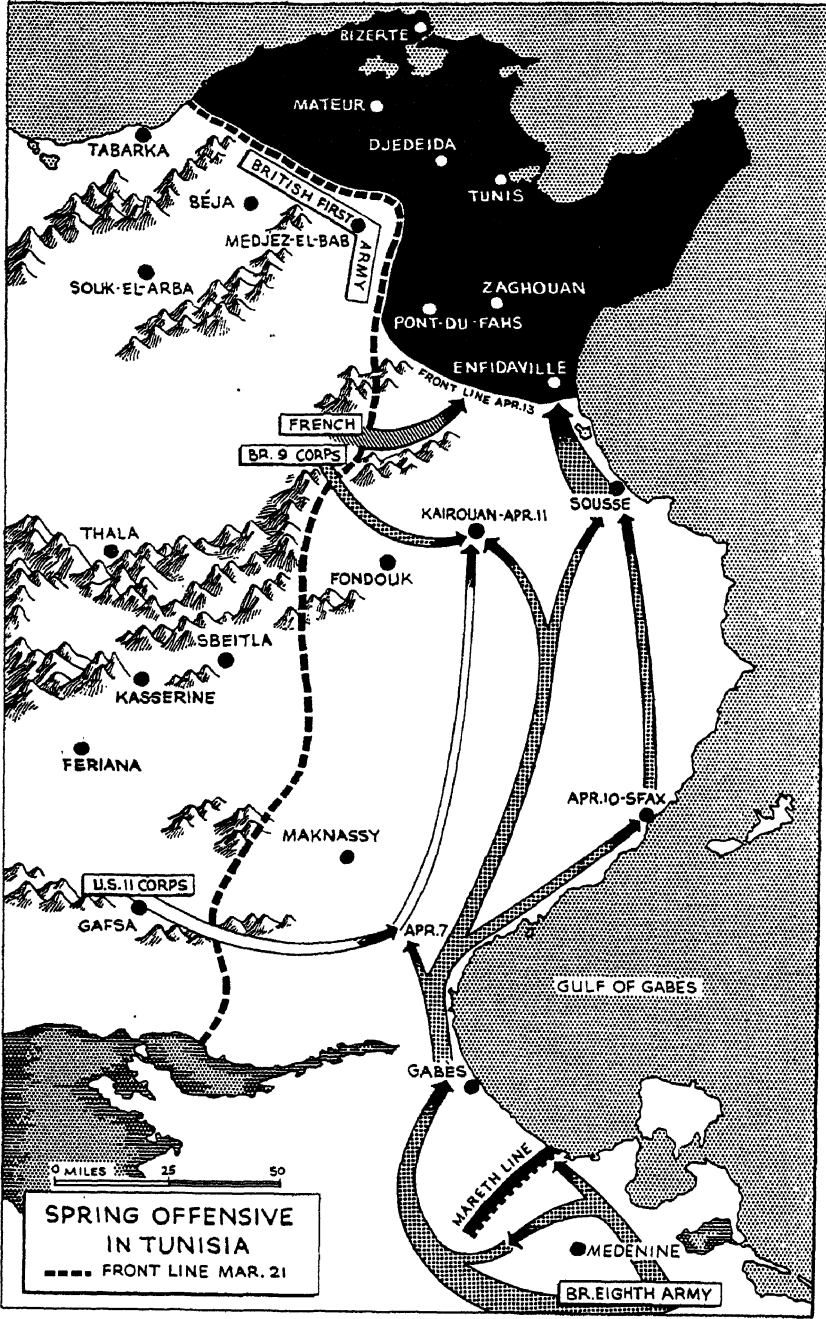 BIZERTE
MATEUR
DJEDEIDA
TABARKA
TUNIS
BÉJA
BRITISH FIRST
ARMY
MEDJEZ-EL-BAB
SOUK-EL-ARBA
ZAGHOUAN
PONT-DU-FAHS
ENFIDAVILLE
FRONT LINE APR.13
FRENCH
BR. 9 CORPS
SOUSSE
KAIROUAN-APR.11
THALA
FONDOUK
SBEITLA
KASSERINE
FERIANA
APR.10-SFAX
MAKNASSY
U.S.11 CORPS
GAFSA
APR.7
GULF OF GABÈS
GABÈS
MARETH LINE
0 MILES 25 50
SPRING OFFENSIVE
IN TUNISIA
FRONT LINE MAR. 21
MEDENINE
BR. EIGHTH ARMY